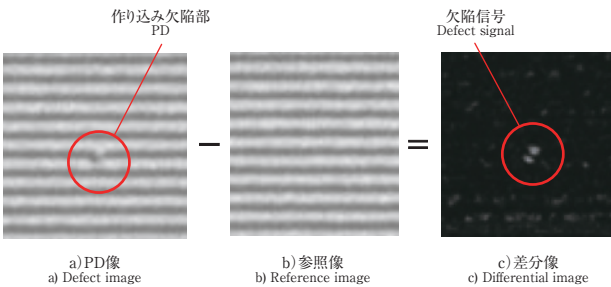 作り込み欠陥部
PD
欠陥信号
Defect signal
a)PD像
a) Defect image
b)参照像
b) Reference image
c)差分像
c) Differential image